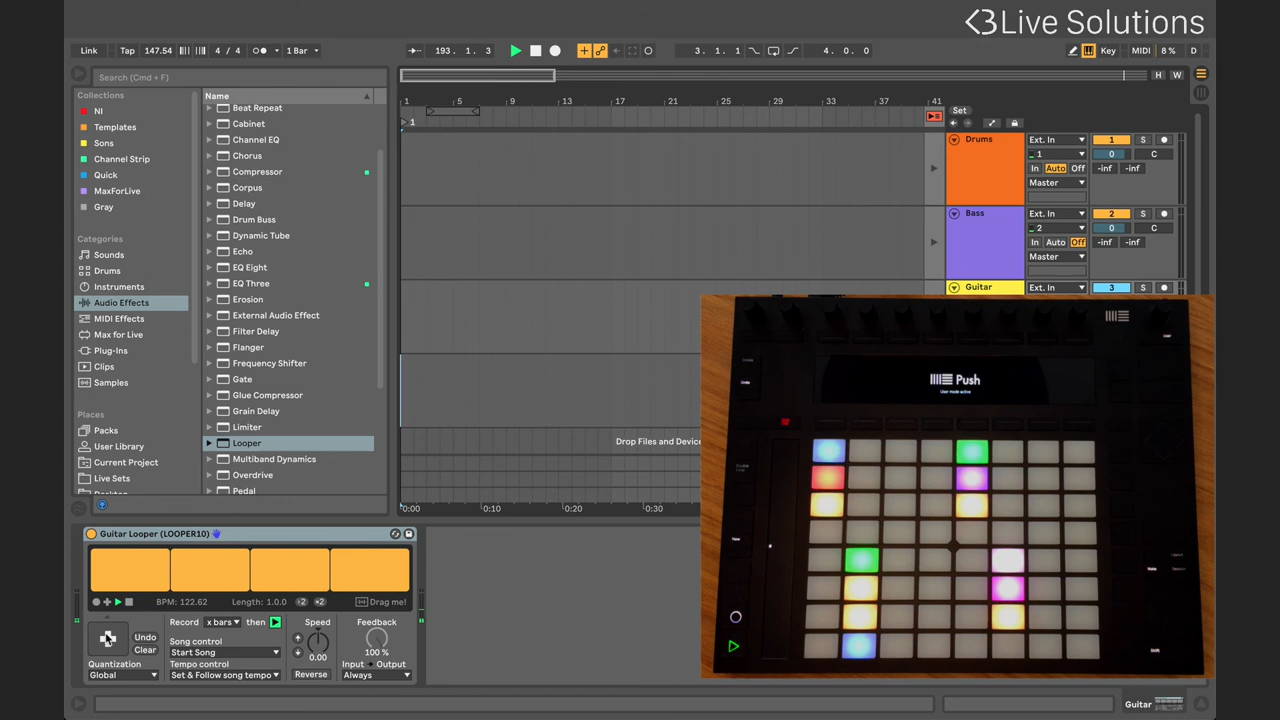 <3Live Solutions
Link Tap 147.54 4 / 4 1 Bar 193. 1. 3 3. 1. 1 4. 0. 0 Key MIDI 8 % D
Search (Cmd + F)
H W
Collections
NI
Templates
Sons
Channel Strip
Quick
MaxForLive
Gray
Categories
Sounds
Drums
Instruments
Audio Effects
MIDI Effects
Max for Live
Plug-Ins
Clips
Samples
Places
Packs
User Library
Current Project
Live Sets
Desktop
Name
Beat Repeat
Cabinet
Channel EQ
Chorus
Compressor
Corpus
Delay
Drum Buss
Dynamic Tube
Echo
EQ Eight
EQ Three
Erosion
External Audio Effect
Filter Delay
Flanger
Frequency Shifter
Gate
Glue Compressor
Grain Delay
Limiter
Looper
Multiband Dynamics
Overdrive
Pedal
1 5 9 13 17 21 25 29 33 37 41
1
Set
Drums Ext. In 1 S
1 0 C
In Auto Off -inf -inf
Master
Bass Ext. In 2 S
2 0 C
In Auto Off -inf -inf
Master
Guitar Ext. In 3 S
Drop Files and Device
0:00 0:10 0:20 0:30
Push
User mode active
Guitar Looper (LOOPER10)
BPM: 122.62 Length: 1.0.0 ÷2 ×2 Drag me!
Record x bars then Speed Feedback
Undo
Clear
Song control
Start Song
0.00 100 %
Quantization Tempo control Input → Output
Global Set & Follow song tempo Reverse Always
Guitar